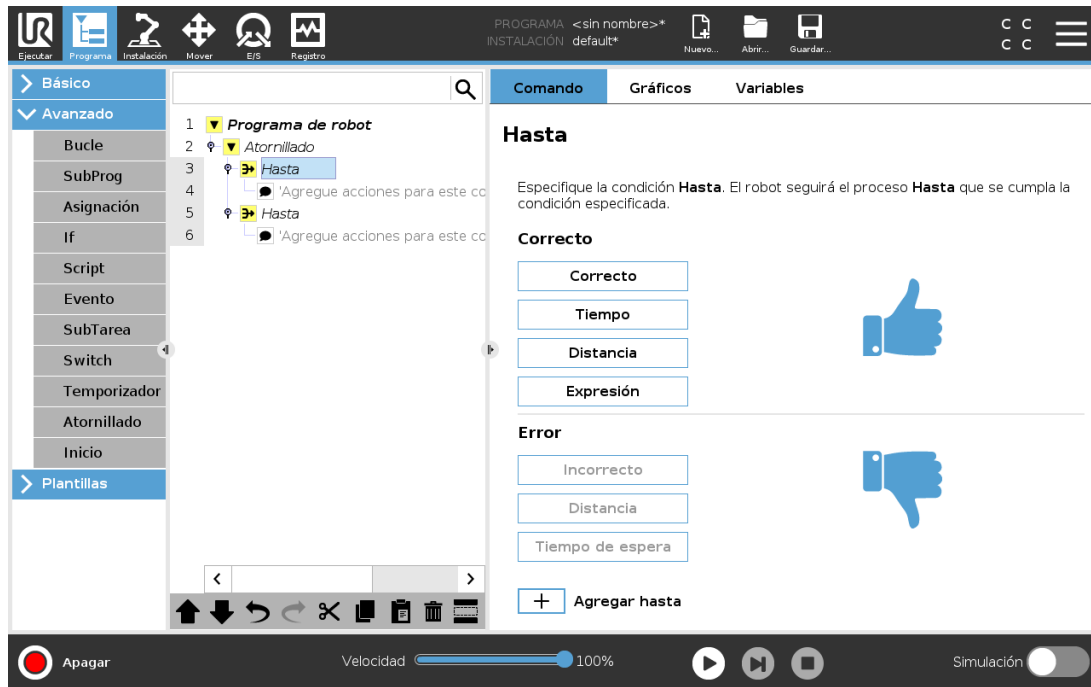 PROGRAMA <sin nombre>*
INSTALACIÓN default*
Ejecutar Programa Instalación Mover E/S Registro Nuevo... Abrir... Guardar...
C C
C C
Básico
Avanzado
Bucle
SubProg
Asignación
If
Script
Evento
SubTarea
Switch
Temporizador
Atornillado
Inicio
Plantillas
1 Programa de robot
2 Atornillado
3 Hasta
4 'Agregue acciones para este co
5 Hasta
6 'Agregue acciones para este co
Comando Gráficos Variables
Hasta
Especifique la condición Hasta. El robot seguirá el proceso Hasta que se cumpla la
condición especificada.
Correcto
Correcto
Tiempo
Distancia
Expresión
Error
Incorrecto
Distancia
Tiempo de espera
+ Agregar hasta
Apagar Velocidad 100% Simulación